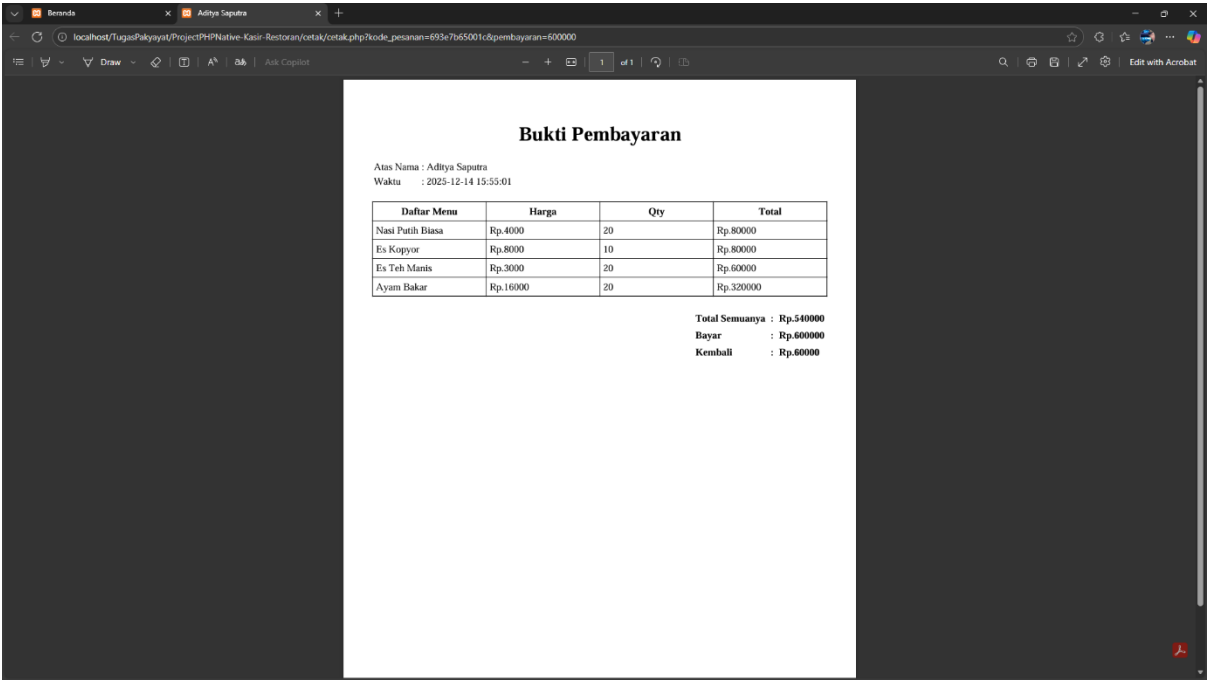 Beranda
Aditya Saputra
localhost/TugasPakyayat/ProjectPHPNative-Kasir-Restoran/cetak/cetak.php?kode_pesanan=693e7b65001c&pembayaran=600000
Draw
Ask Copilot
1 of 1
Edit with Acrobat
Bukti Pembayaran
Atas Nama : Aditya Saputra
Waktu : 2025-12-14 15:55:01
Daftar Menu Harga Qty Total
Nasi Putih Biasa Rp.4000 20 Rp.80000
Es Kopyor Rp.8000 10 Rp.80000
Es Teh Manis Rp.3000 20 Rp.60000
Ayam Bakar Rp.16000 20 Rp.320000
Total Semuanya : Rp.540000
Bayar : Rp.600000
Kembali : Rp.60000